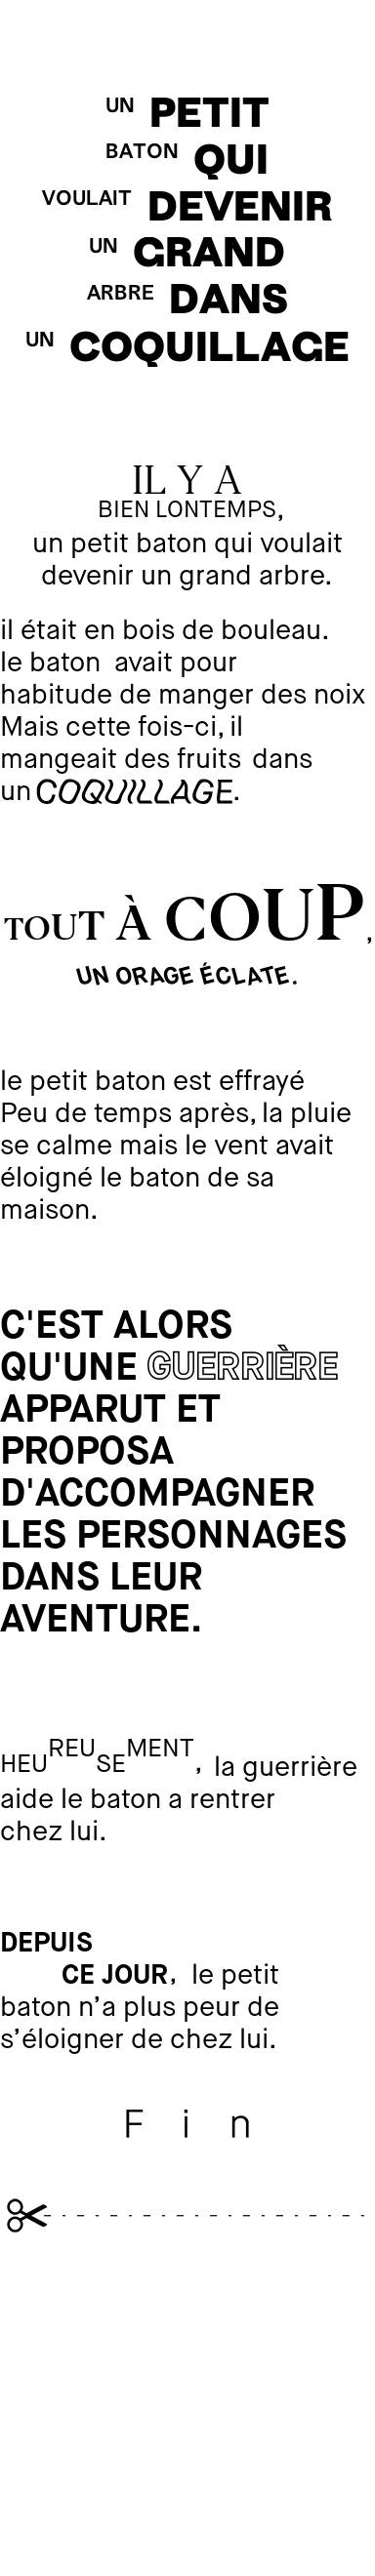 UN PETIT
BATON QUI
VOULAIT DEVENIR
UN GRAND
ARBRE DANS
UN COQUILLAGE
IL Y A
BIEN LONTEMPS,
un petit baton qui voulait
devenir un grand arbre.
il était en bois de bouleau.
le baton avait pour
habitude de manger des noix
Mais cette fois-ci, il
mangeait des fruits dans
un COQUILLAGE.
TOUT À COUP,
UN ORAGE ÉCLATE.
le petit baton est effrayé
Peu de temps après, la pluie
se calme mais le vent avait
éloigné le baton de sa
maison.
C'EST ALORS
QU'UNE GUERRIÈRE
APPARUT ET
PROPOSA
D'ACCOMPAGNER
LES PERSONNAGES
DANS LEUR
AVENTURE.
HEUREUSEMENT, la guerrière
aide le baton a rentrer
chez lui.
DEPUIS
CE JOUR, le petit
baton n’a plus peur de
s’éloigner de chez lui.
F i n